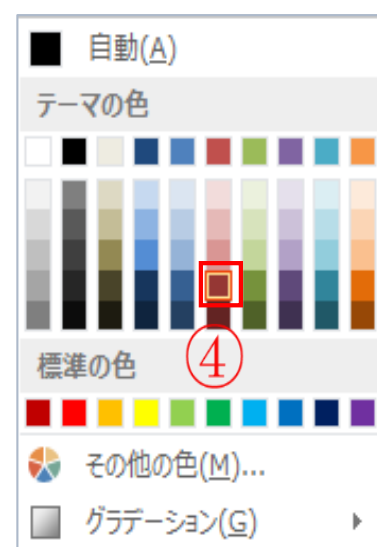 自動(A)
テーマの色
④
標準の色
その他の色(M)...
グラデーション(G)